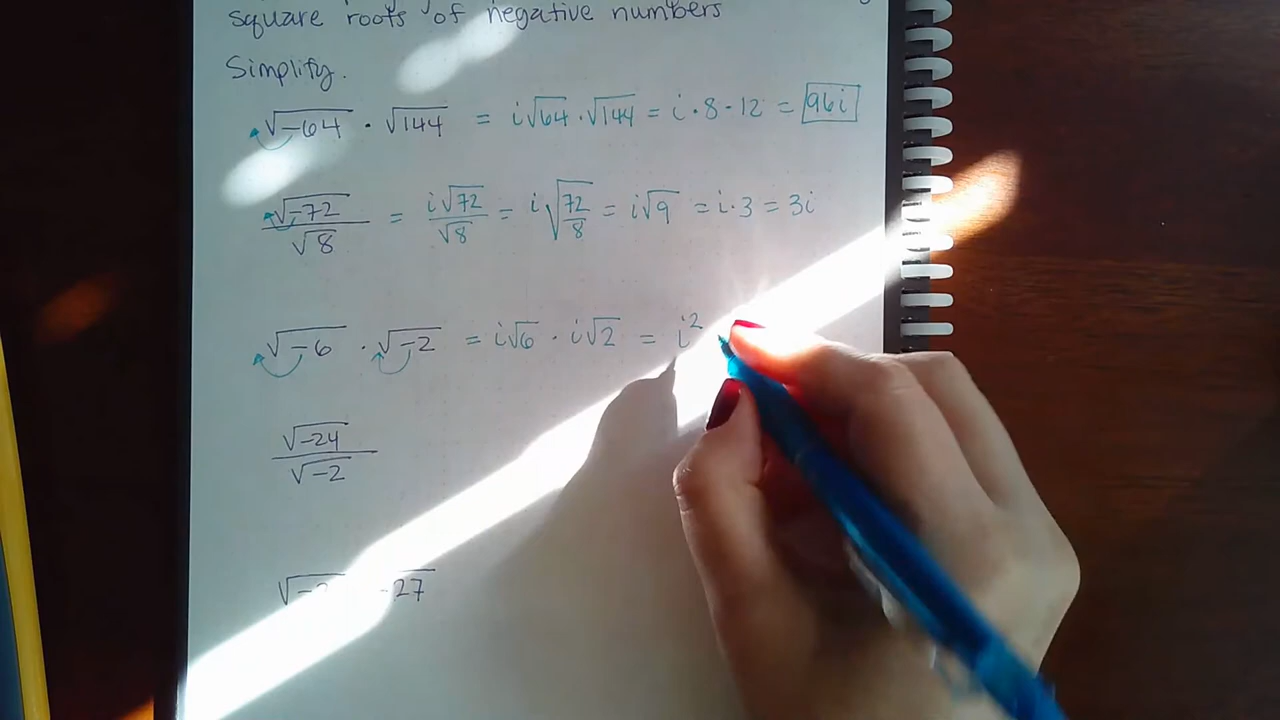 square roots of negative numbers
Simplify.
√-64 · √144 = i√64 · √144 = i · 8 · 12 = 96i
√-72/√8 = i√72/√8 = i√(72/8) = i√9 = i · 3 = 3i
√-6 · √-2 = i√6 · i√2 = i²
√-24/√-2
-27